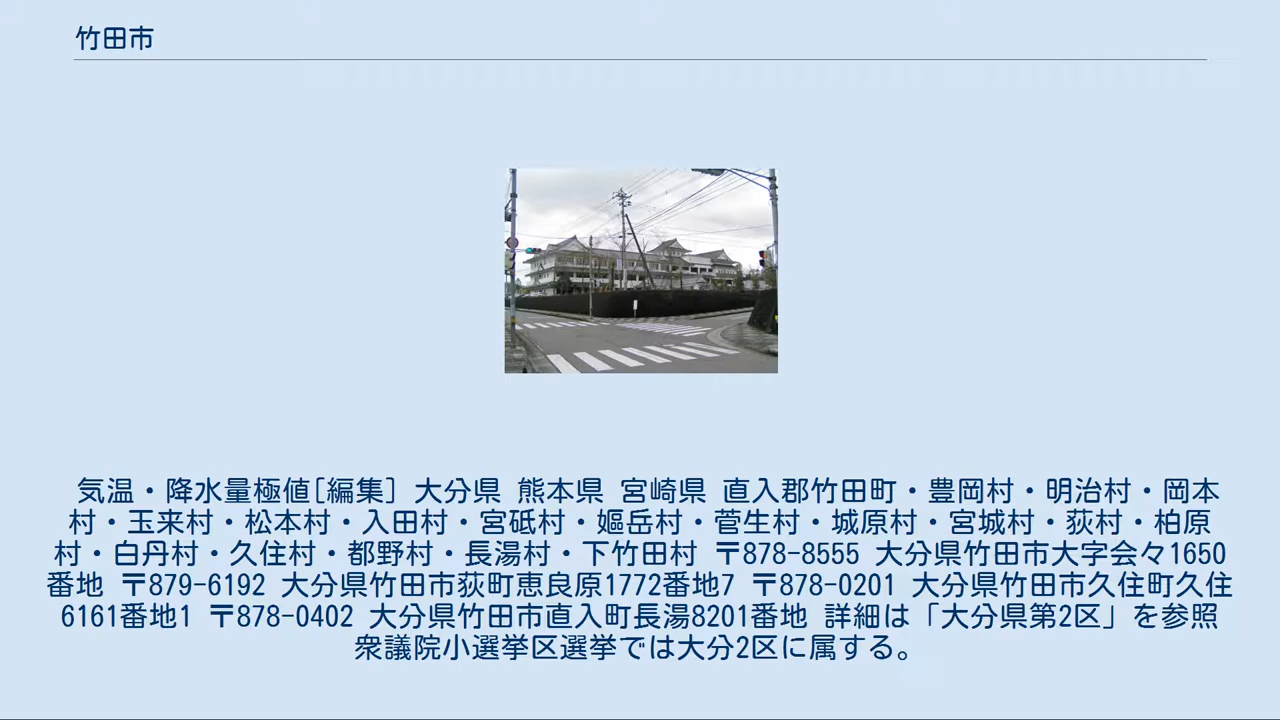 竹田市
気温・降水量極値[編集] 大分県 熊本県 宮崎県 直入郡竹田町・豊岡村・明治村・岡本
村・玉来村・松本村・入田村・宮砥村・嫗岳村・菅生村・城原村・宮城村・荻村・柏原
村・白丹村・久住村・都野村・長湯村・下竹田村 〒878-8555 大分県竹田市大字会々1650
番地 〒879-6192 大分県竹田市荻町恵良原1772番地7 〒878-0201 大分県竹田市久住町久住
6161番地1 〒878-0402 大分県竹田市直入町長湯8201番地 詳細は「大分県第2区」を参照
衆議院小選挙区選挙では大分2区に属する。